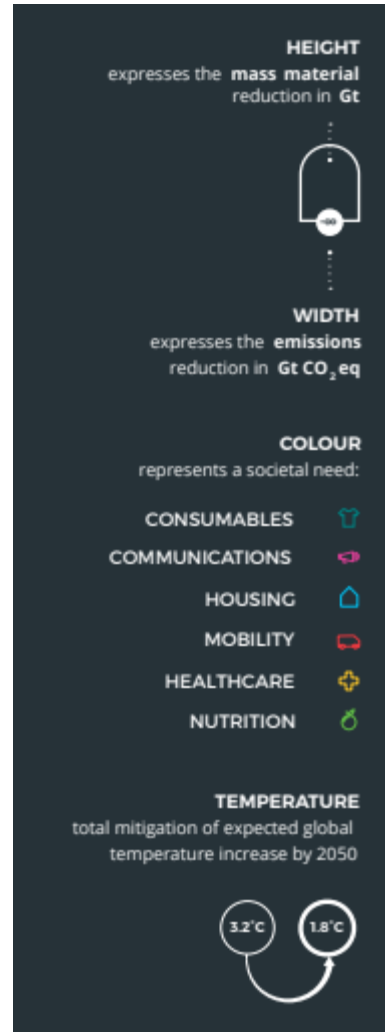 HEIGHT
expresses the mass material
reduction in Gt
WIDTH
expresses the emissions
reduction in Gt CO₂eq
COLOUR
represents a societal need:
CONSUMABLES
COMMUNICATIONS
HOUSING
MOBILITY
HEALTHCARE
NUTRITION
TEMPERATURE
total mitigation of expected global
temperature increase by 2050
3.2°C 1.8°C